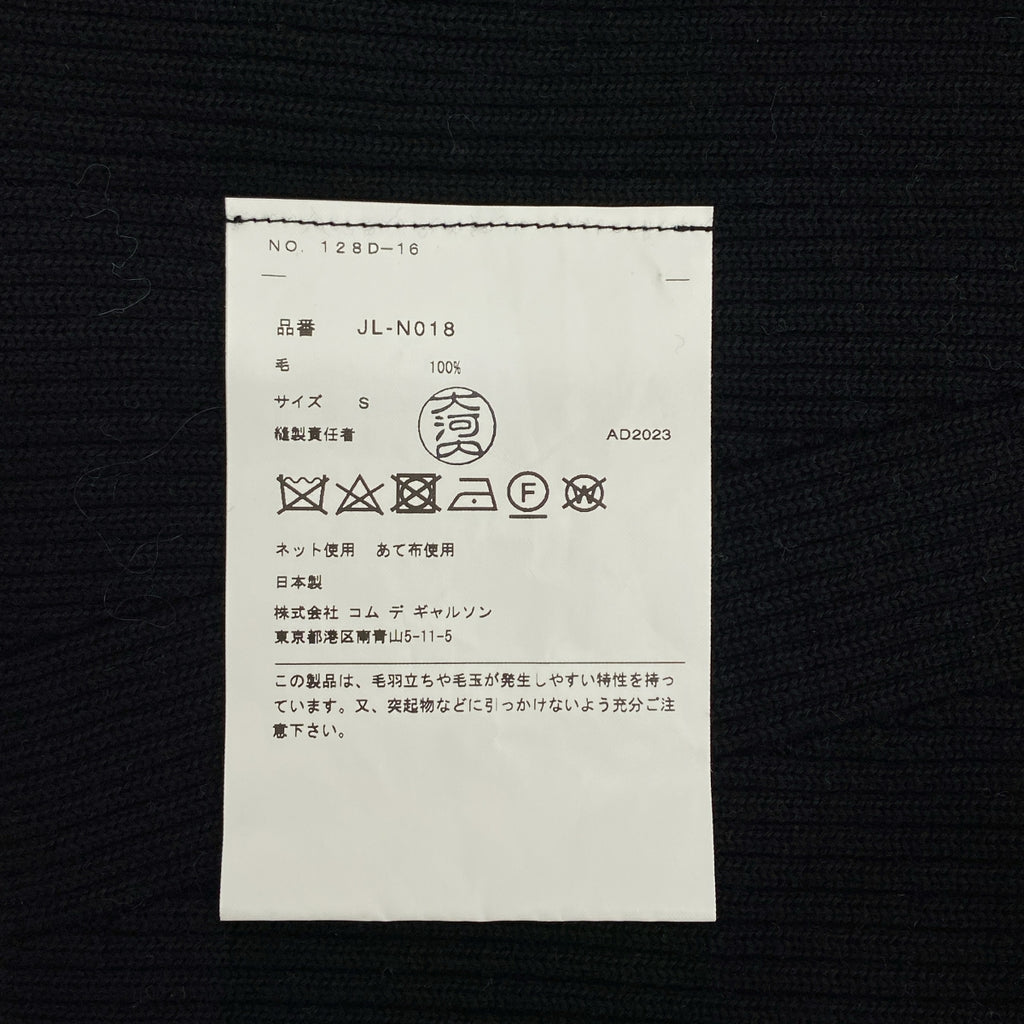 NO. 128D-16
品番 JL-N018
毛 100%
サイズ S
縫製責任者 大河内 AD2023
F W
ネット使用 あて布使用
日本製
株式会社 コム デ ギャルソン
東京都港区南青山5-11-5
この製品は、毛羽立ちや毛玉が発生しやすい特性を持っ
ています。又、突起物などに引っかけないよう充分ご注
意下さい。